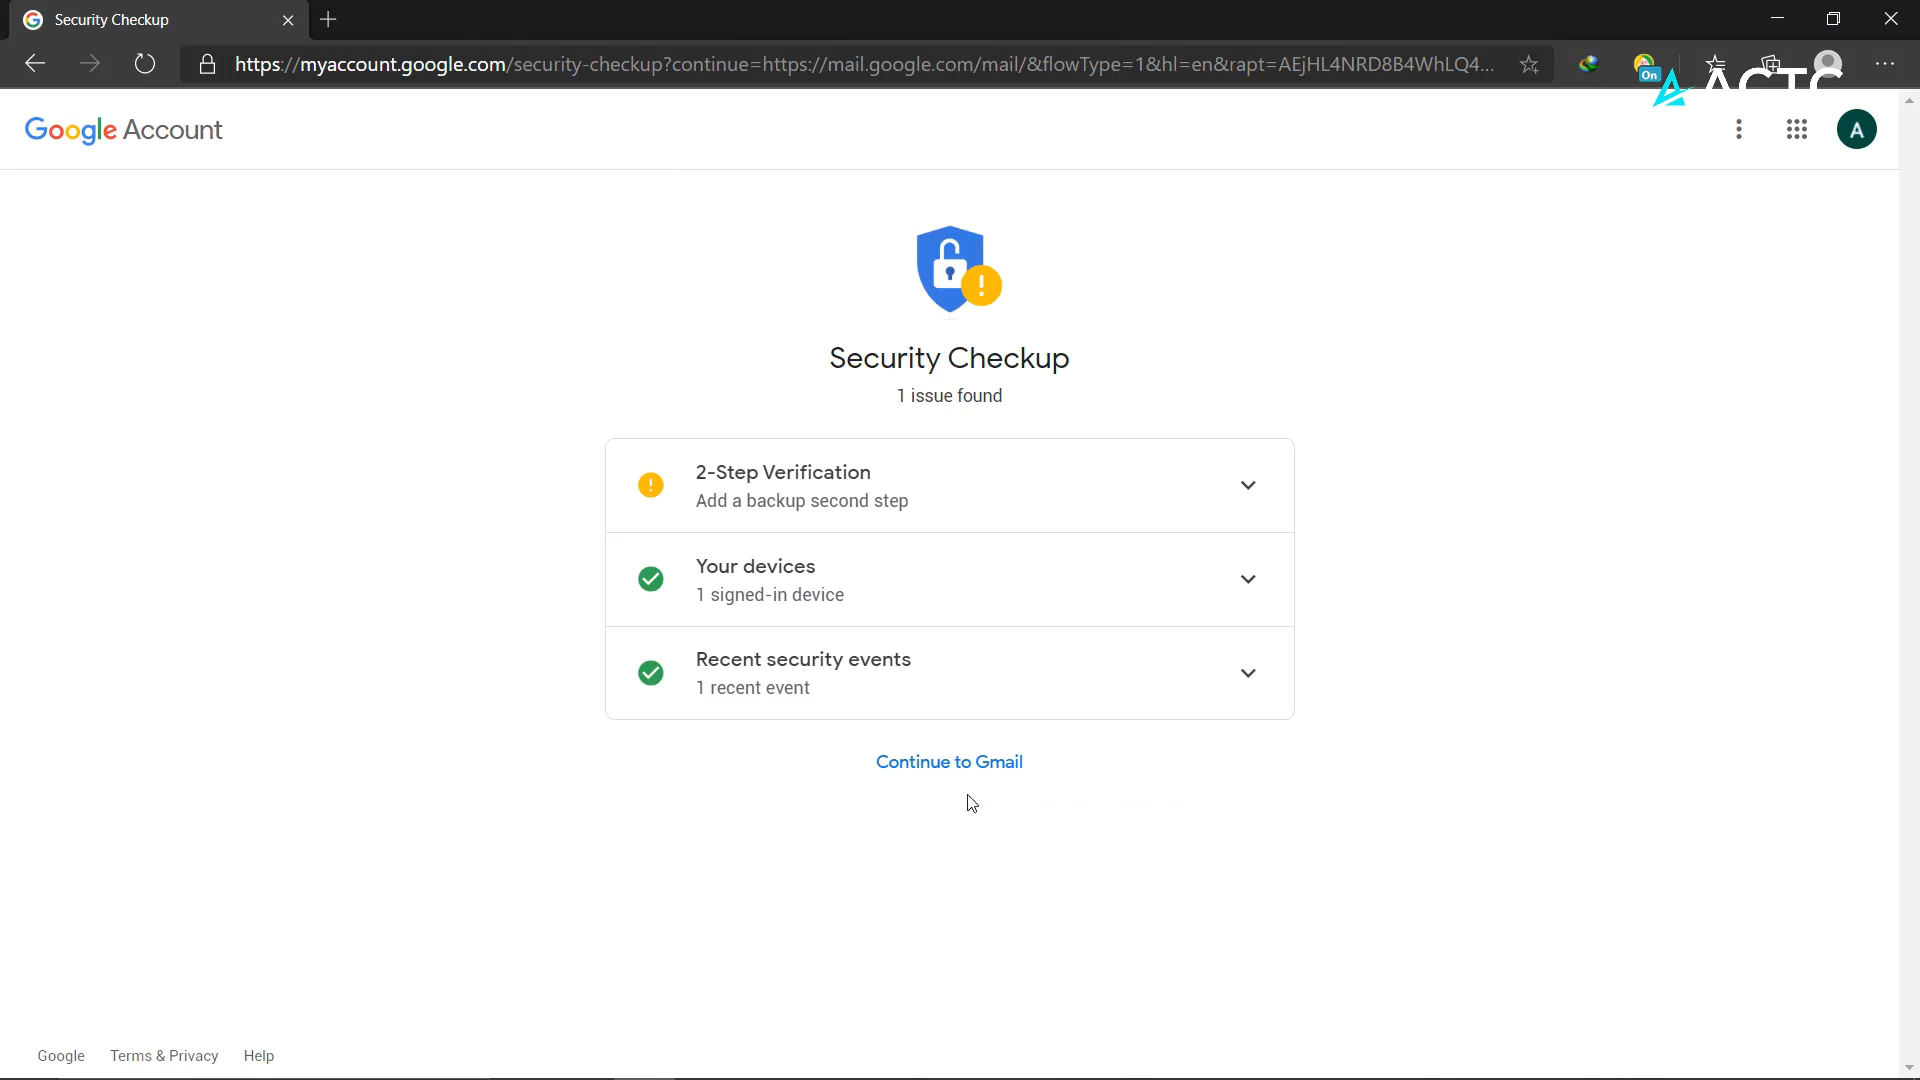 Security Checkup
https://myaccount.google.com/security-checkup?continue=https://mail.google.com/mail/&flowType=1&hl=en&rapt=AEjHL4NRD8B4WhLQ4...
On
ACTC
Google Account
A
Security Checkup
1 issue found
2-Step Verification
Add a backup second step
Your devices
1 signed-in device
Recent security events
1 recent event
Continue to Gmail
Google Terms & Privacy Help